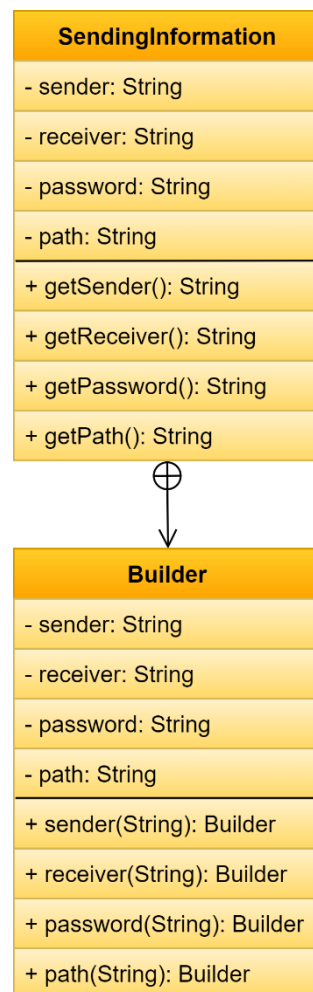 SendingInformation
- sender: String
- receiver: String
- password: String
- path: String
+ getSender(): String
+ getReceiver(): String
+ getPassword(): String
+ getPath(): String
Builder
- sender: String
- receiver: String
- password: String
- path: String
+ sender(String): Builder
+ receiver(String): Builder
+ password(String): Builder
+ path(String): Builder